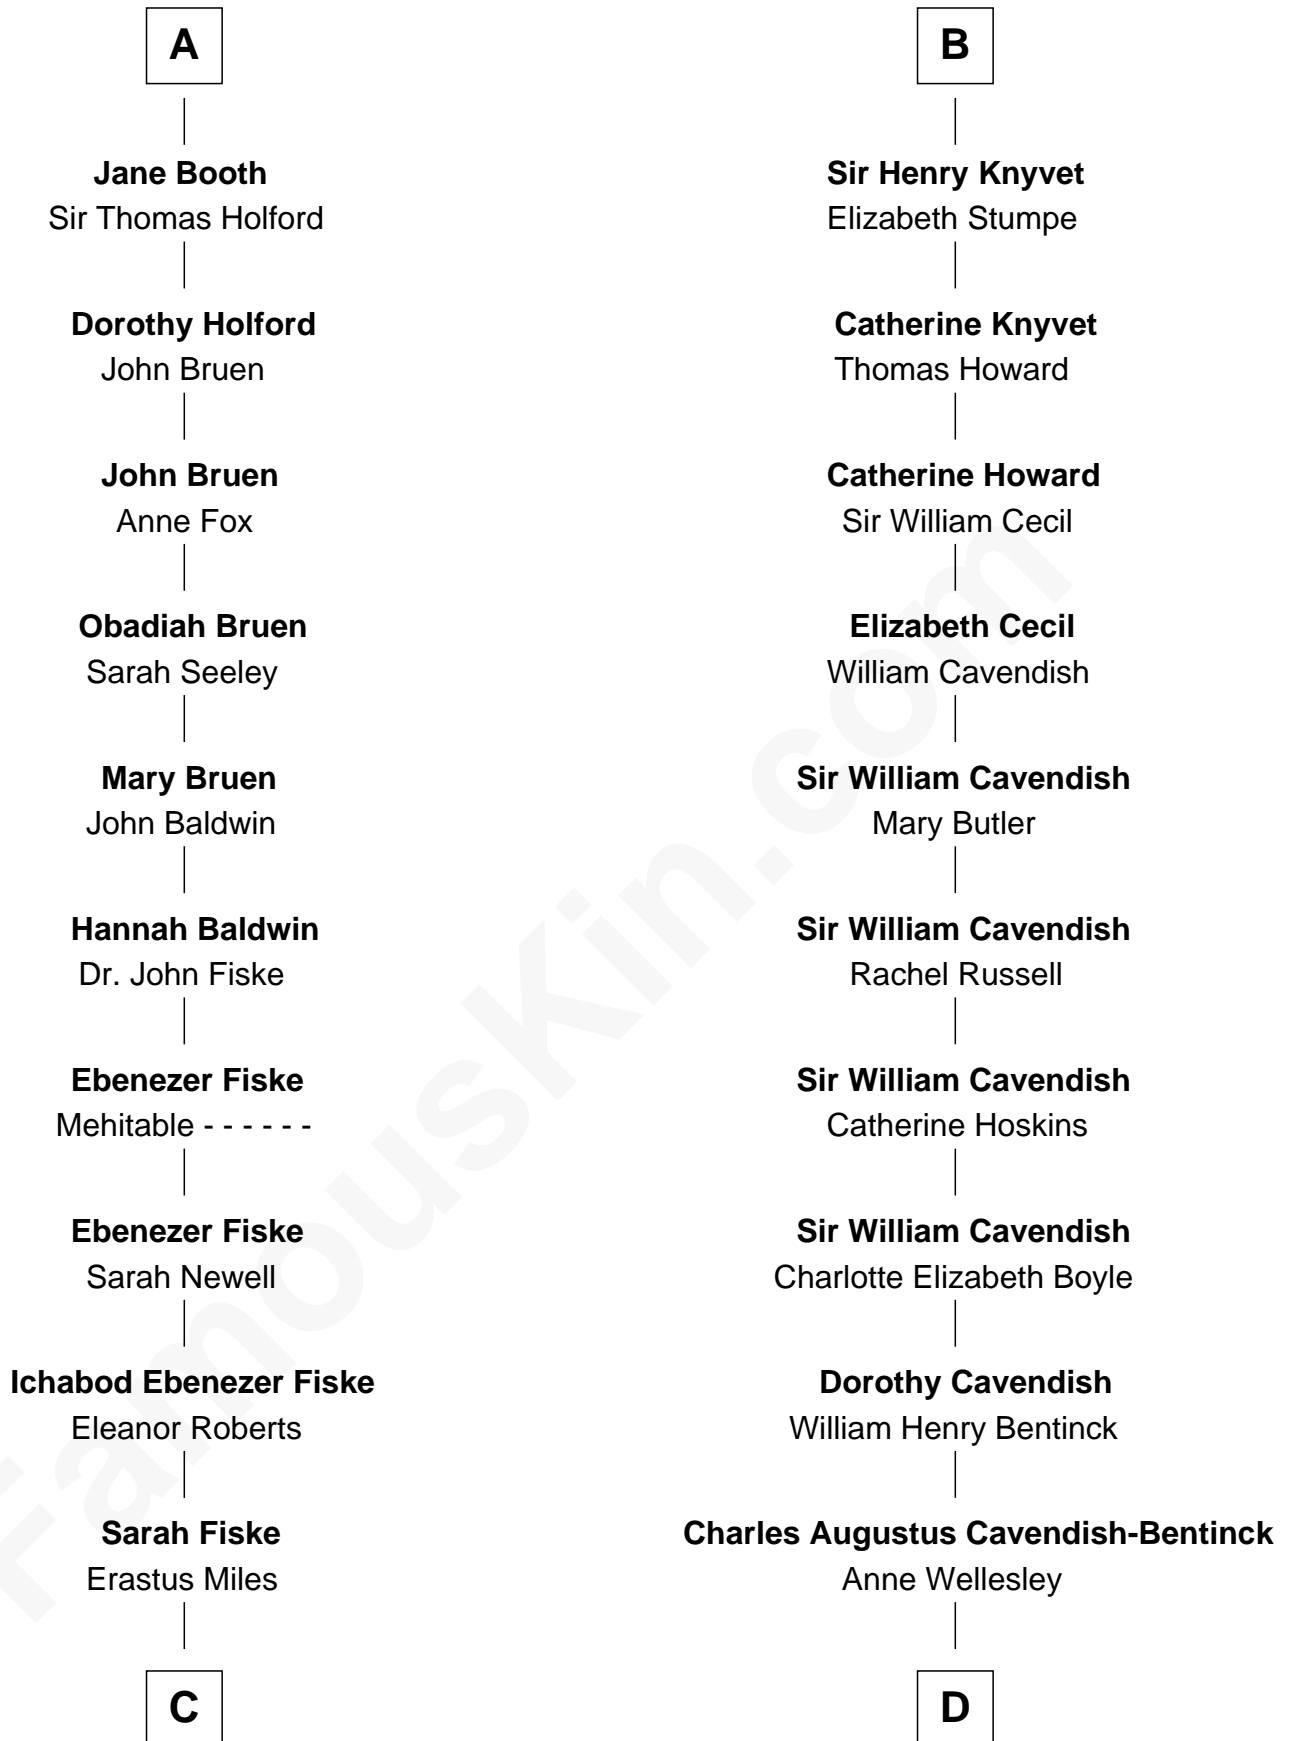 A
Jane Booth
Sir Thomas Holford
Dorothy Holford
John Bruen
John Bruen
Anne Fox
Obadiah Bruen
Sarah Seeley
Mary Bruen
John Baldwin
Hannah Baldwin
Dr. John Fiske
Ebenezer Fiske
Mehitable - - - - - -
Ebenezer Fiske
Sarah Newell
Ichabod Ebenezer Fiske
Eleanor Roberts
Sarah Fiske
Erastus Miles
C
B
Sir Henry Knyvet
Elizabeth Stumpe
Catherine Knyvet
Thomas Howard
Catherine Howard
Sir William Cecil
Elizabeth Cecil
William Cavendish
Sir William Cavendish
Mary Butler
Sir William Cavendish
Rachel Russell
Sir William Cavendish
Catherine Hoskins
Sir William Cavendish
Charlotte Elizabeth Boyle
Dorothy Cavendish
William Henry Bentinck
Charles Augustus Cavendish-Bentinck
Anne Wellesley
D
FamousKin.com